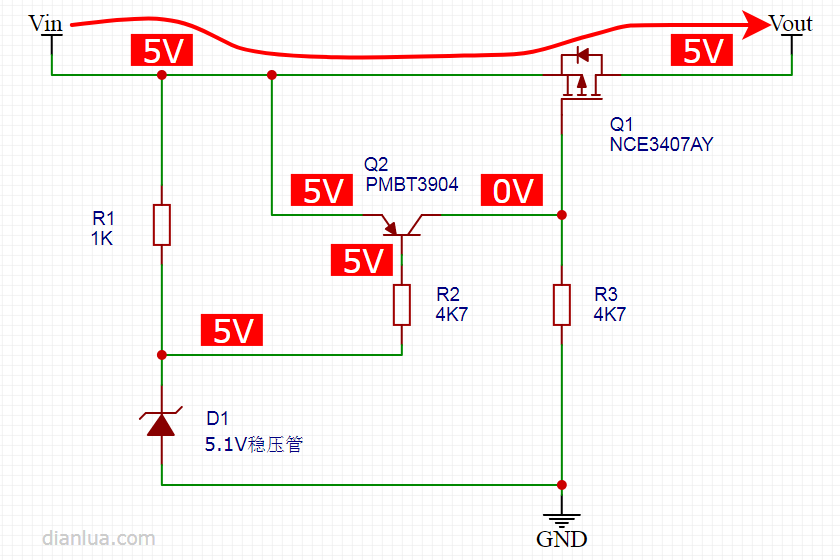 Vin
Vout
5V
5V
Q1
NCE3407AY
Q2
PMBT3904
5V
0V
R1
1K
5V
R2
4K7
R3
4K7
5V
D1
5.1V稳压管
dianlua.com
GND